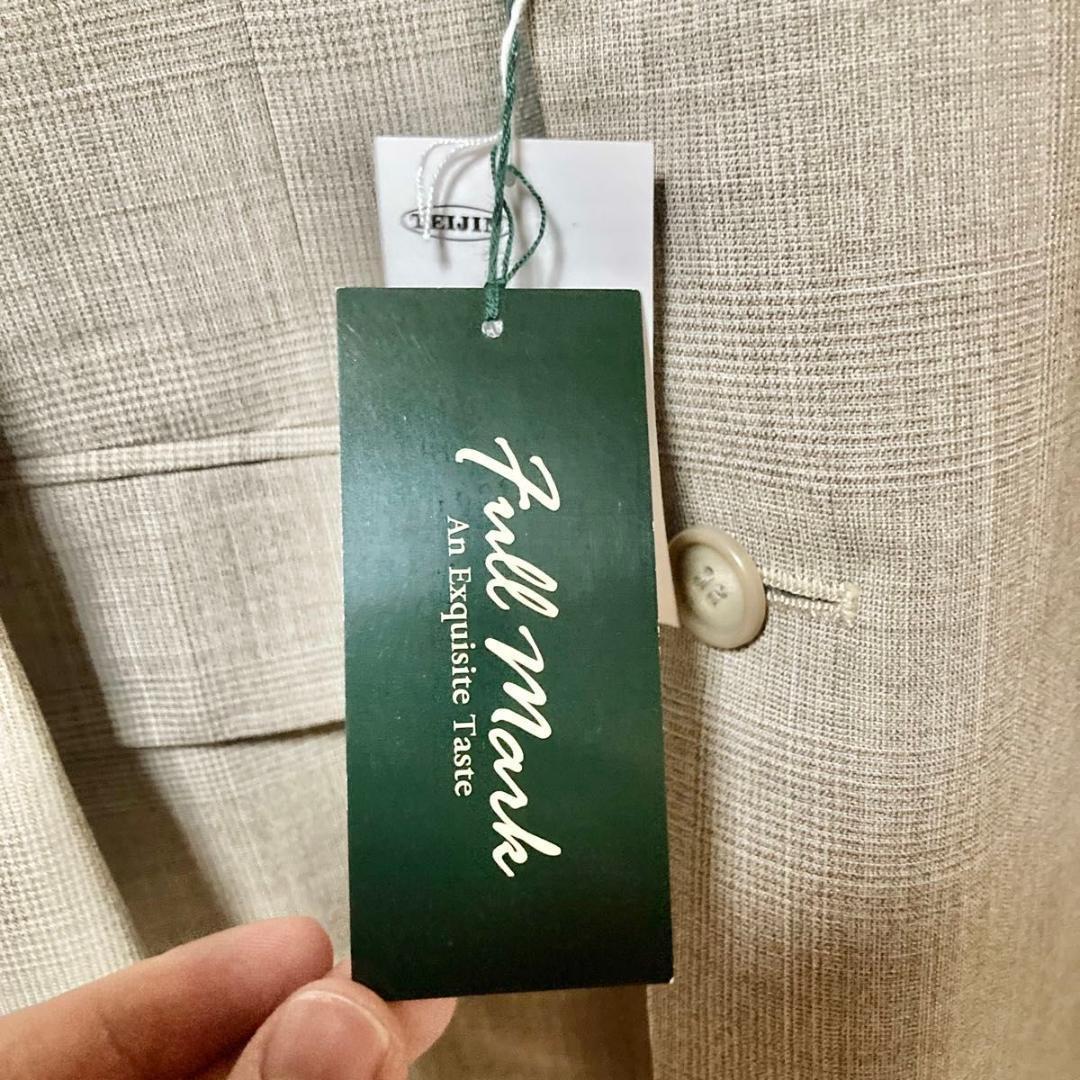 TEIJIN
Full Mark
An Exquisite Taste